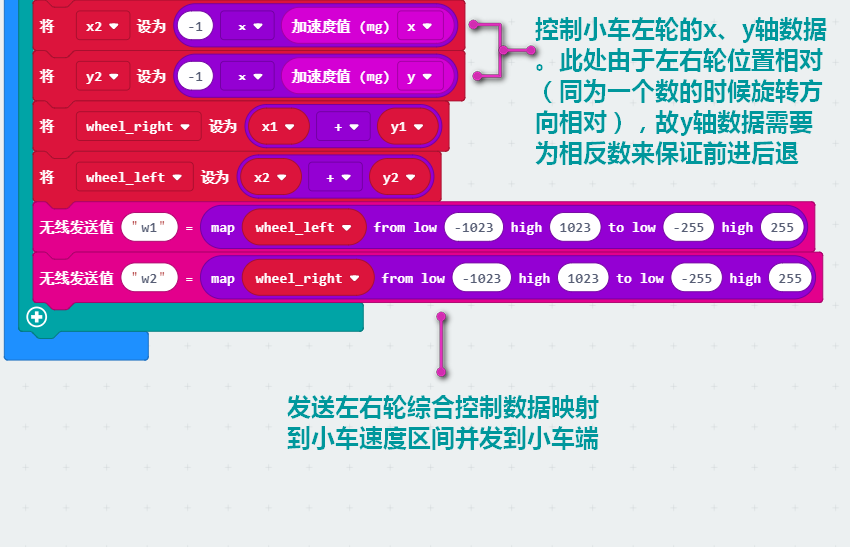 将 x2 ▼ 设为 -1 × ▼ 加速度值 (mg) x ▼
将 y2 ▼ 设为 -1 × ▼ 加速度值 (mg) y ▼
将 wheel_right ▼ 设为 x1 ▼ + ▼ y1 ▼
将 wheel_left ▼ 设为 x2 ▼ + ▼ y2 ▼
无线发送值 "w1" = map wheel_left ▼ from low -1023 high 1023 to low -255 high 255
无线发送值 "w2" = map wheel_right ▼ from low -1023 high 1023 to low -255 high 255
控制小车左轮的x、y轴数据
。此处由于左右轮位置相对
（同为一个数的时候旋转方
向相对），故y轴数据需要
为相反数来保证前进后退
发送左右轮综合控制数据映射
到小车速度区间并发到小车端